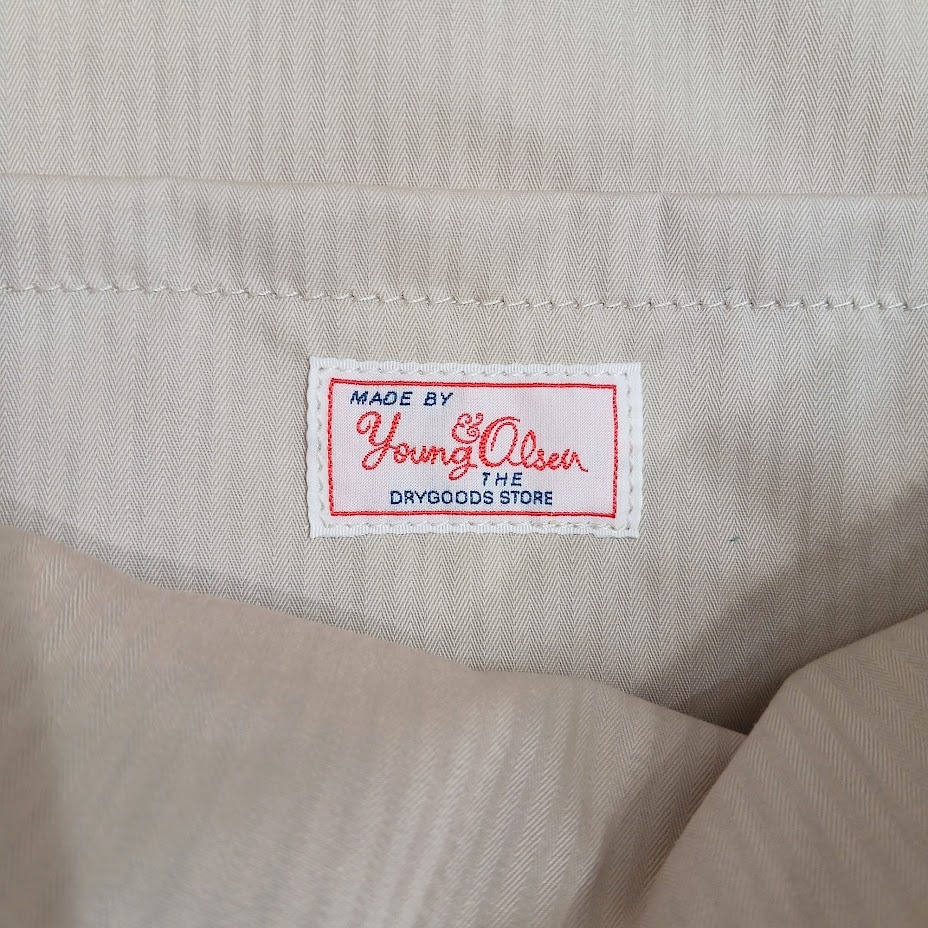 MADE BY
Young & Olsen
THE
DRYGOODS STORE